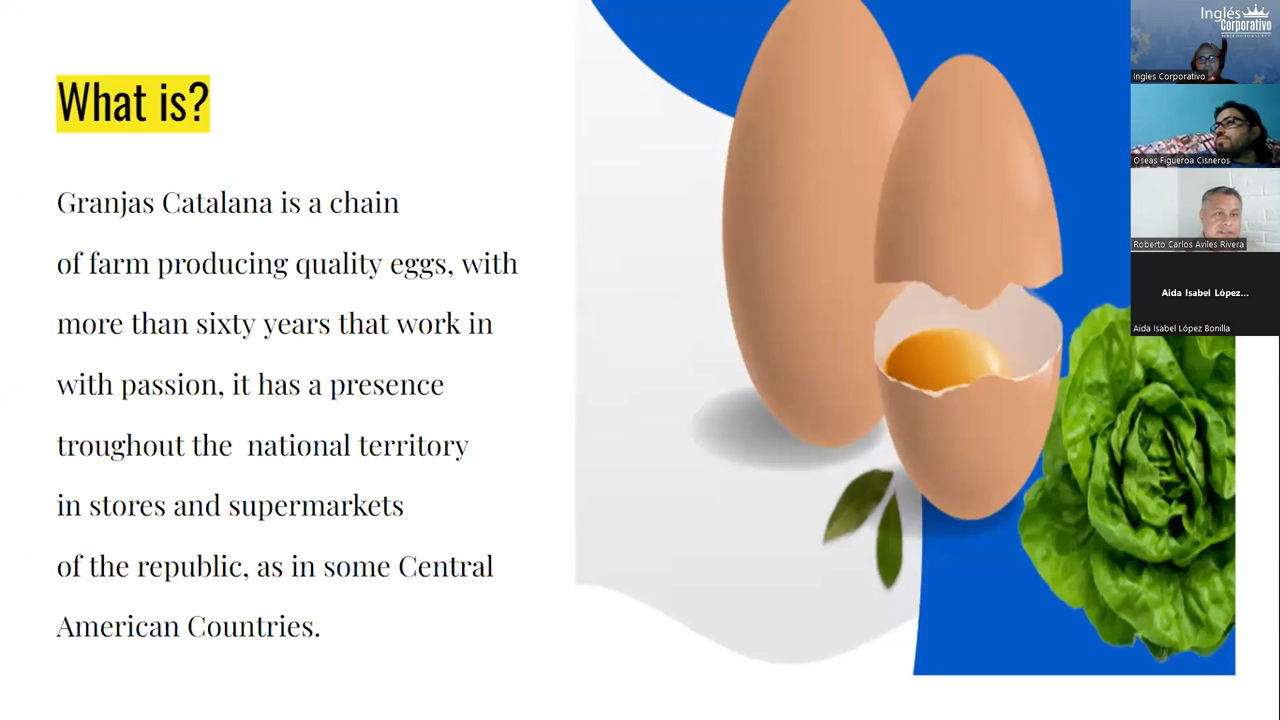 What is?
Granjas Catalana is a chain
of farm producing quality eggs, with
more than sixty years that work in
with passion, it has a presence
troughout the national territory
in stores and supermarkets
of the republic, as in some Central
American Countries.
Inglés
Corporativo
Ingles Corporativo
Oseas Figueroa Cisneros
Roberto Carlos Aviles Rivera
Aida Isabel López...
Aida Isabel López Bonilla